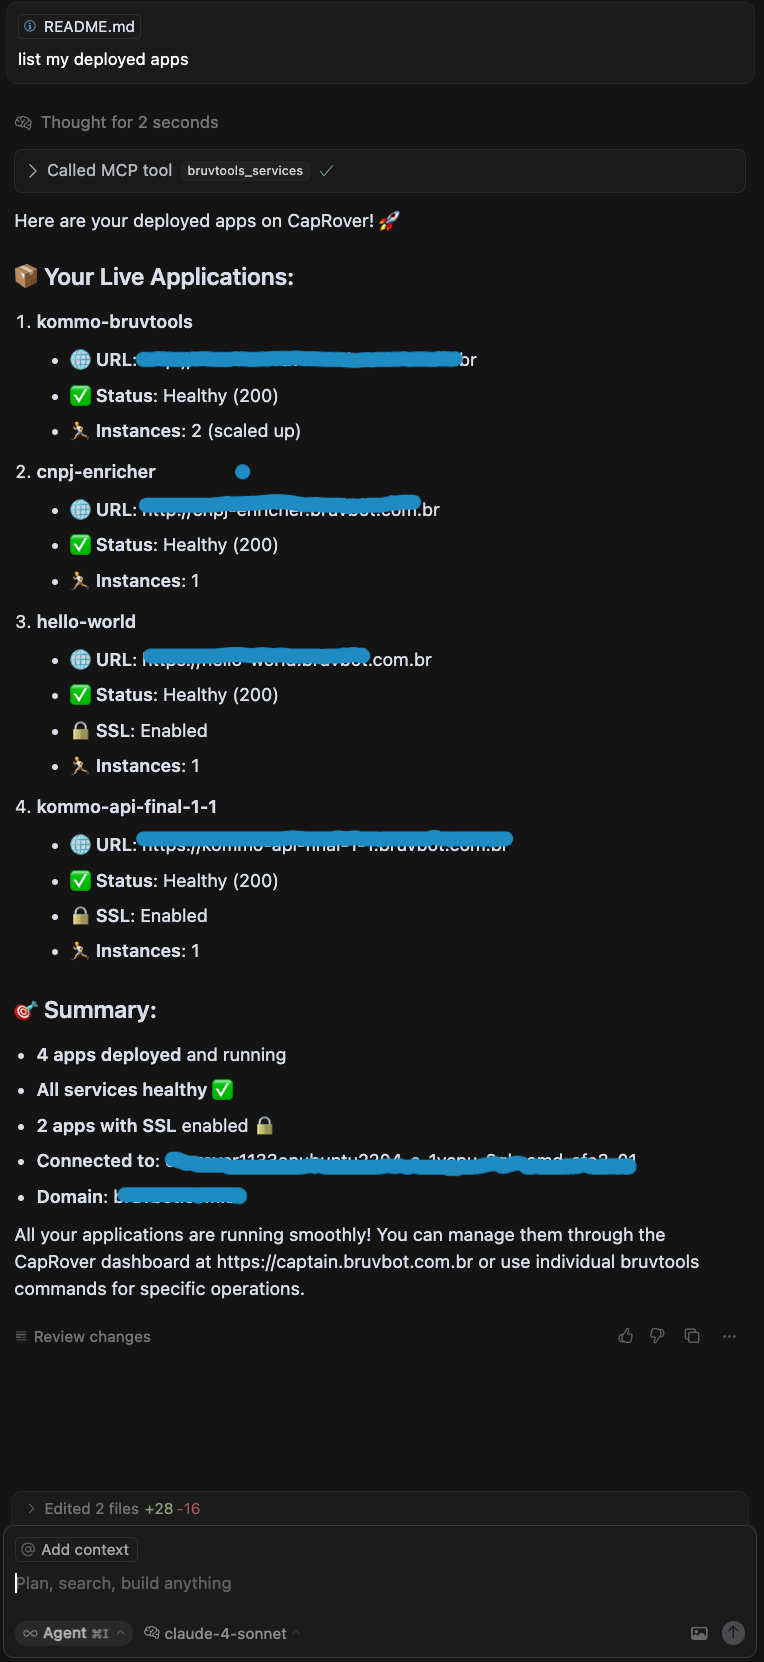 README.md
list my deployed apps
Thought for 2 seconds
Called MCP tool bruvtools_services
Here are your deployed apps on CapRover! 🚀
📦 Your Live Applications:
1. kommo-bruvtools
• 🌐 URL: br
• ✅ Status: Healthy (200)
• 🏃 Instances: 2 (scaled up)
2. cnpj-enricher
• 🌐 URL: .br
• ✅ Status: Healthy (200)
• 🏃 Instances: 1
3. hello-world
• 🌐 URL: .com.br
• ✅ Status: Healthy (200)
• 🔒 SSL: Enabled
• 🏃 Instances: 1
4. kommo-api-final-1-1
• 🌐 URL:
• ✅ Status: Healthy (200)
• 🔒 SSL: Enabled
• 🏃 Instances: 1
🎯 Summary:
• 4 apps deployed and running
• All services healthy ✅
• 2 apps with SSL enabled 🔒
• Connected to:
• Domain:
All your applications are running smoothly! You can manage them through the
CapRover dashboard at https://captain.bruvbot.com.br or use individual bruvtools
commands for specific operations.
Review changes
Edited 2 files +28 -16
@ Add context
Plan, search, build anything
∞ Agent ⌘I claude-4-sonnet